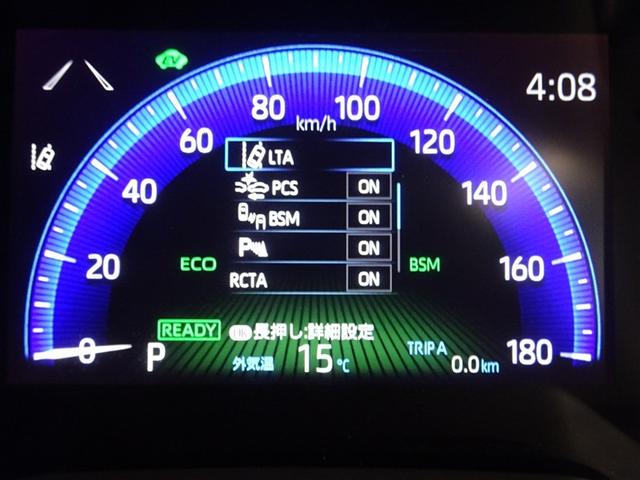 EV
4:08
80
100
km/h
60
120
LTA
PCS ON
40
140
BSM ON
P ON
20
ECO
BSM
160
RCTA ON
READY
OK 長押し:詳細設定
0
P
外気温 15℃
TRIP A
0.0 km
180